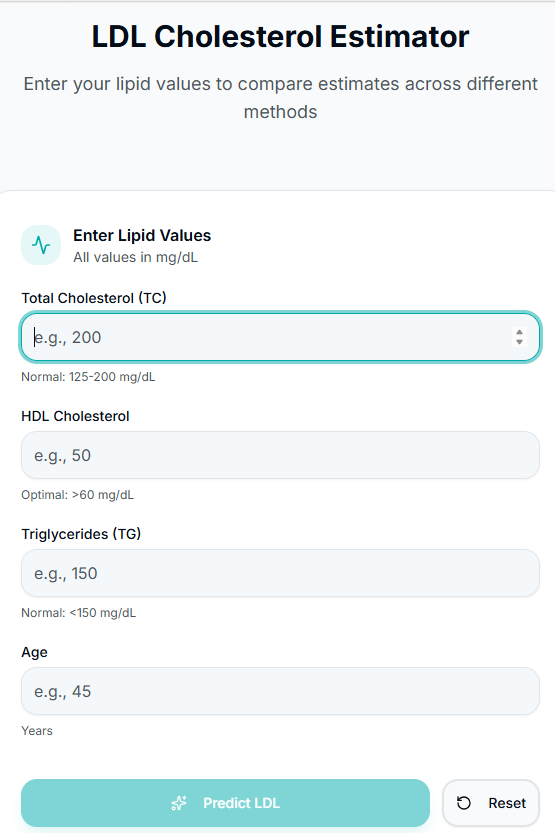 LDL Cholesterol Estimator
Enter your lipid values to compare estimates across different
methods
Enter Lipid Values
All values in mg/dL
Total Cholesterol (TC)
e.g., 200
Normal: 125-200 mg/dL
HDL Cholesterol
e.g., 50
Optimal: >60 mg/dL
Triglycerides (TG)
e.g., 150
Normal: <150 mg/dL
Age
e.g., 45
Years
Predict LDL
Reset